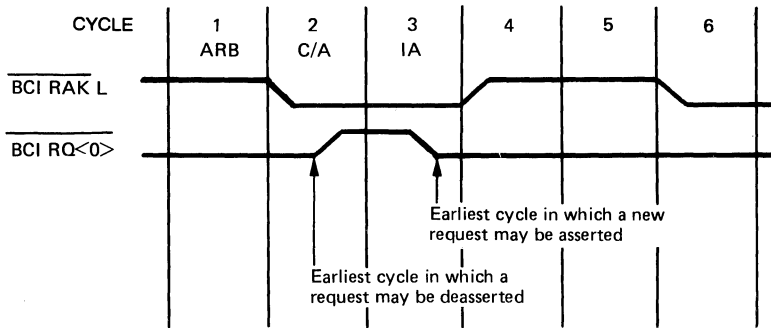 CYCLE 1 2 3 4 5 6
ARB C/A IA
BCI RAK L
BCI RQ<0>
Earliest cycle in which a new
request may be asserted
Earliest cycle in which a
request may be deasserted